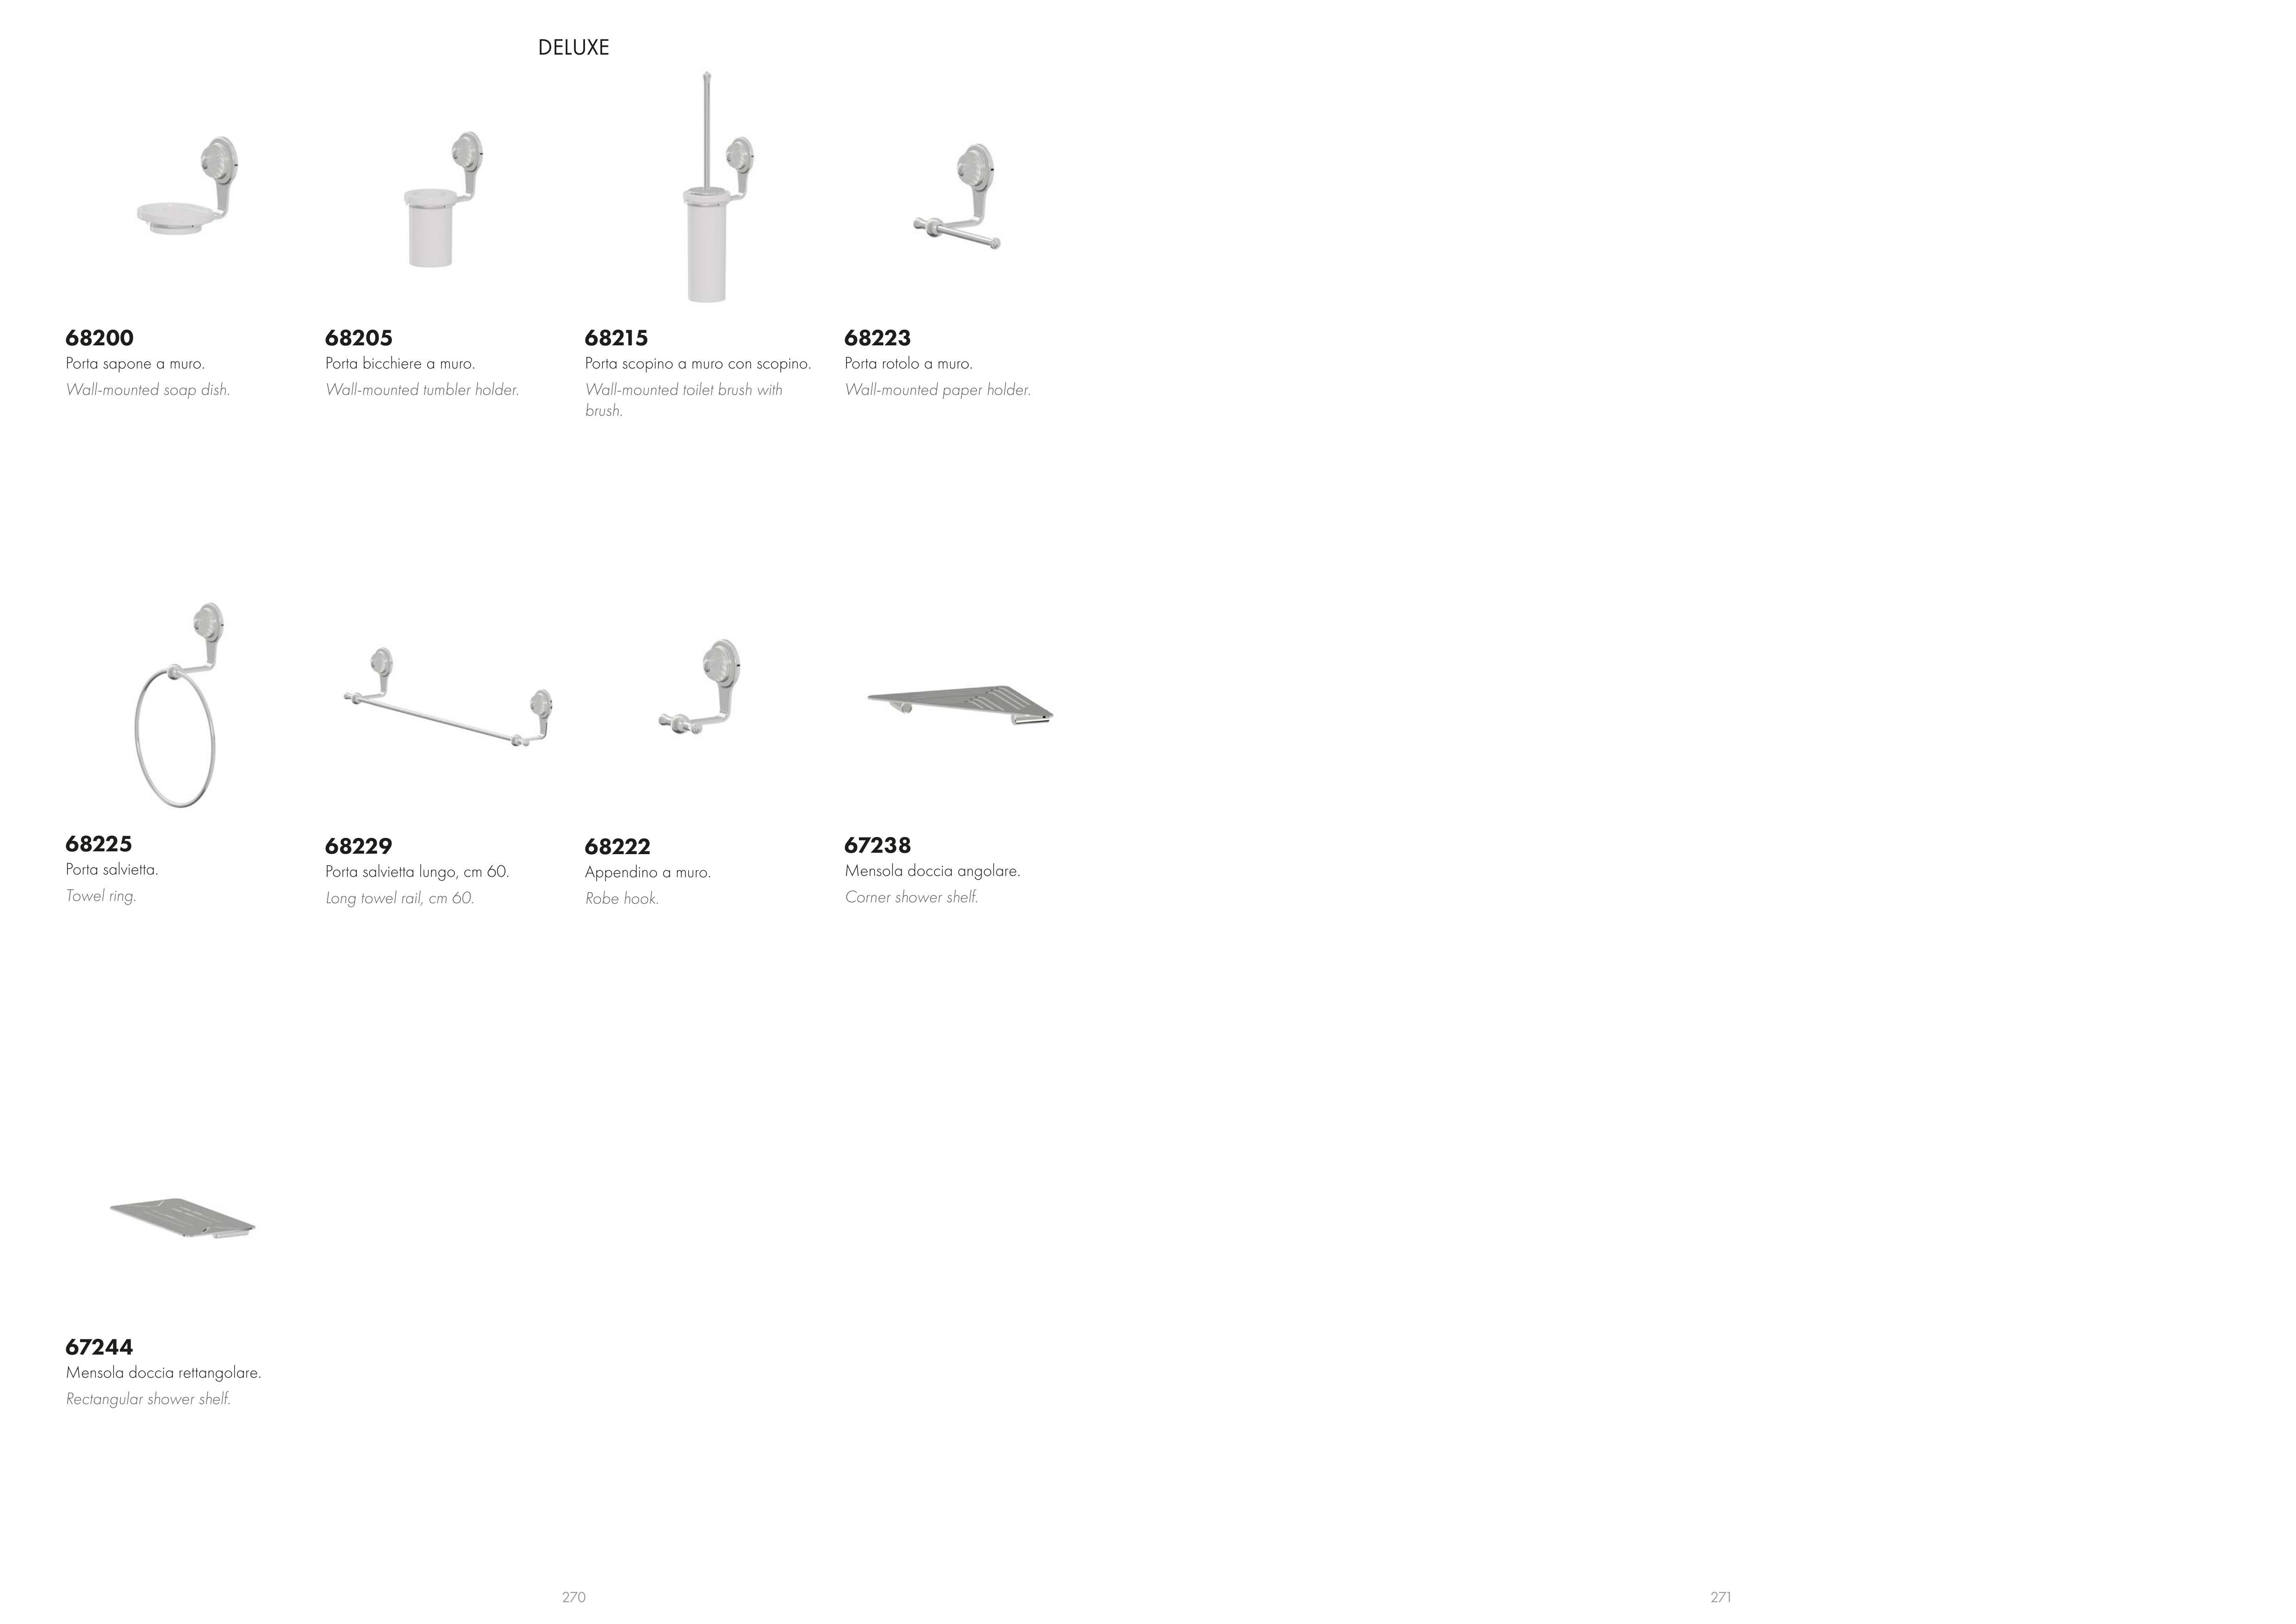 DELUXE
68200
Porta sapone a muro.
Wall-mounted soap dish.
68205
Porta bicchiere a muro.
Wall-mounted tumbler holder.
68215
Porta scopino a muro con scopino.
Wall-mounted toilet brush with
brush.
68223
Porta rotolo a muro.
Wall-mounted paper holder.
68225
Porta salvietta.
Towel ring.
68229
Porta salvietta lungo, cm 60.
Long towel rail, cm 60.
68222
Appendino a muro.
Robe hook.
67238
Mensola doccia angolare.
Corner shower shelf.
67244
Mensola doccia rettangolare.
Rectangular shower shelf.
270
271